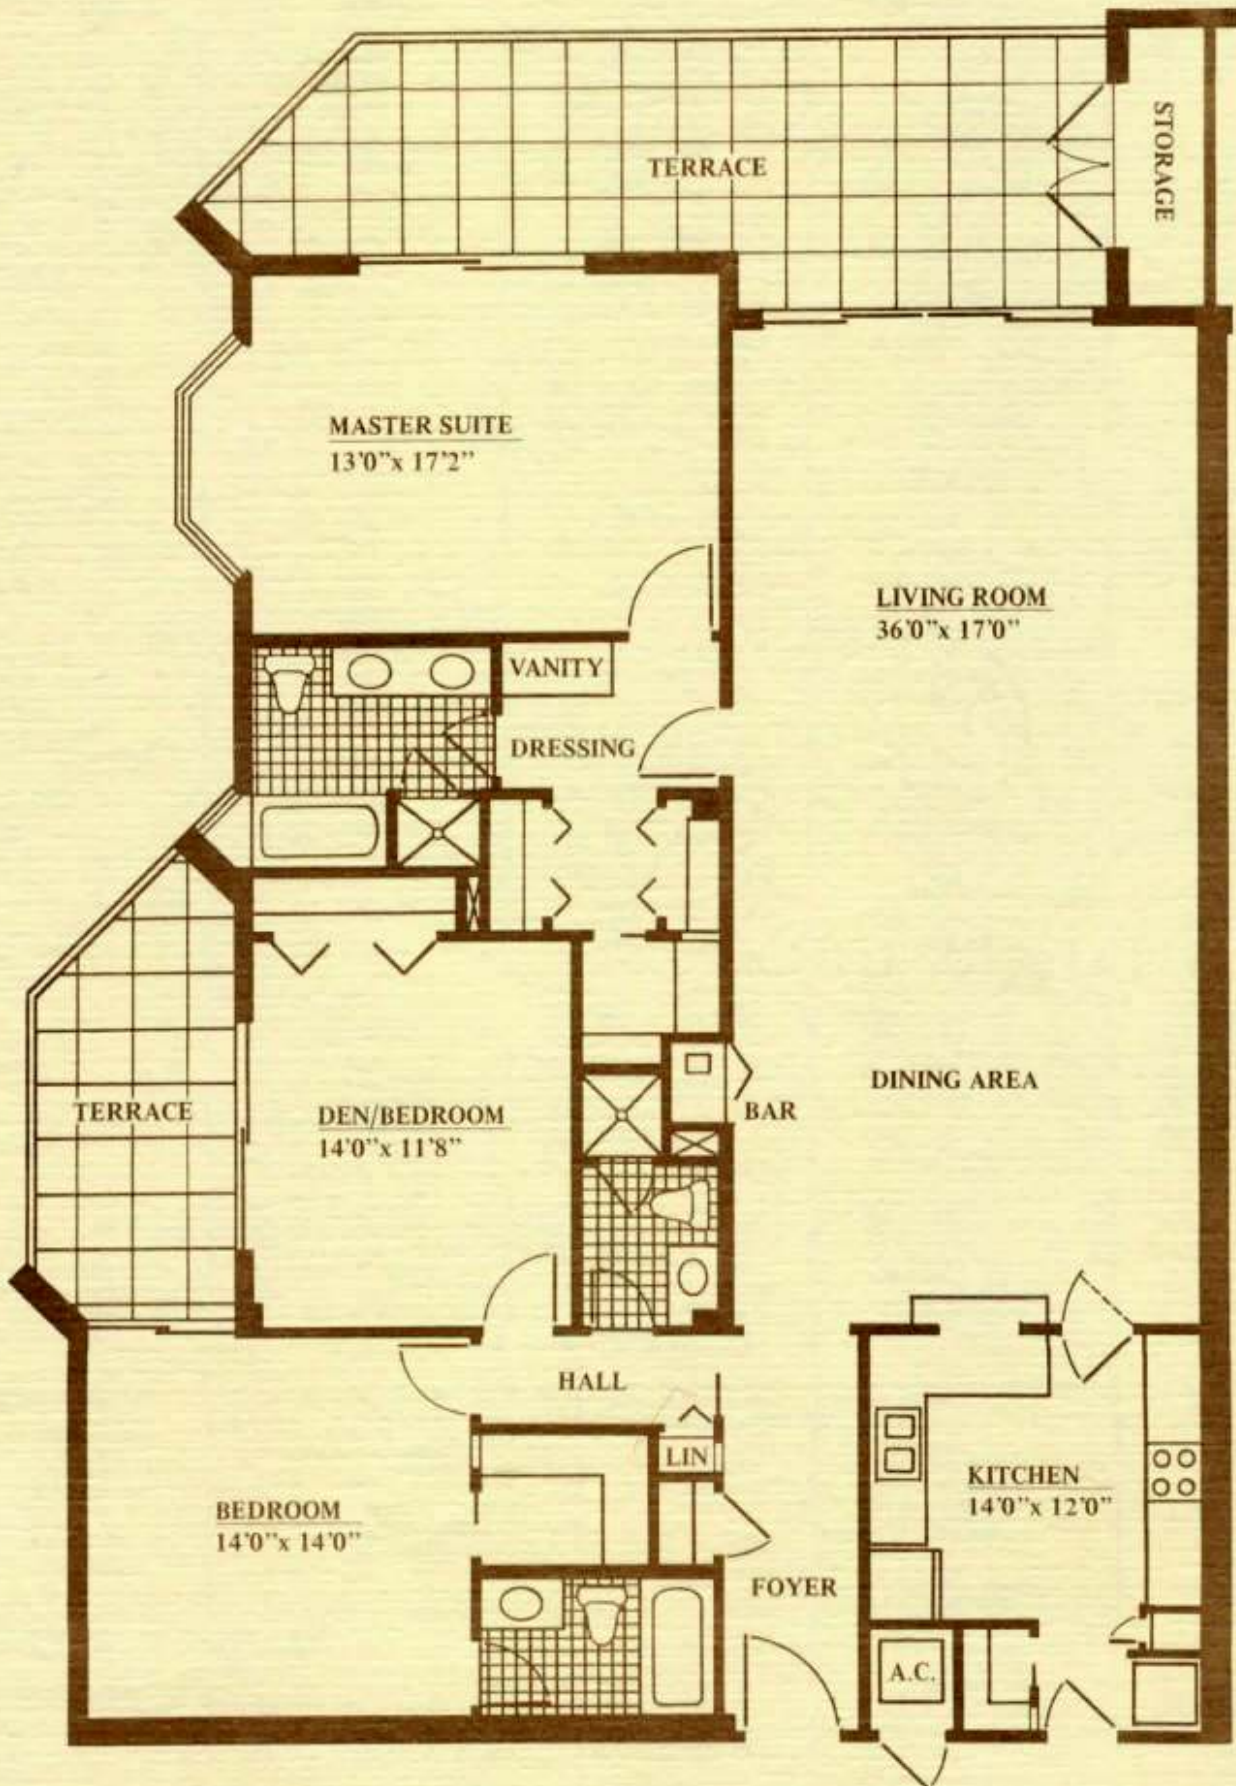 TERRACE
STORAGE
MASTER SUITE
13'0"x 17'2"
LIVING ROOM
36'0"x 17'0"
VANITY
DRESSING
DINING AREA
BAR
TERRACE
DEN/BEDROOM
14'0"x 11'8"
HALL
LIN
KITCHEN
14'0"x 12'0"
BEDROOM
14'0"x 14'0"
FOYER
A.C.